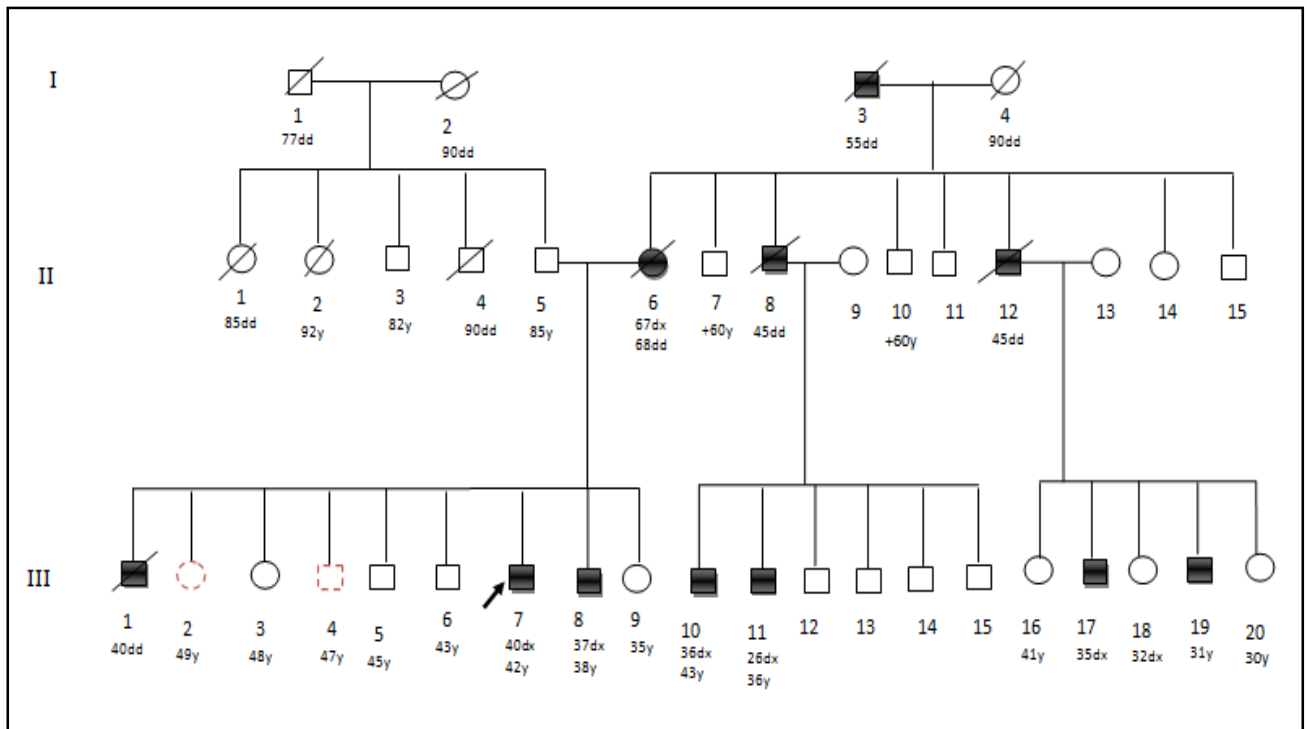 I
1 2 3 4
77dd 90dd 55dd 90dd
II
1 2 3 4 5 6 7 8 9 10 11 12 13 14 15
85dd 92y 82y 90dd 85y 67dx +60y 45dd +60y 45dd
68dd
III
1 2 3 4 5 6 7 8 9 10 11 12 13 14 15 16 17 18 19 20
40dd 49y 48y 47y 45y 43y 40dx 37dx 35y 36dx 26dx 41y 35dx 32dx 31y 30y
42y 38y 43y 36y